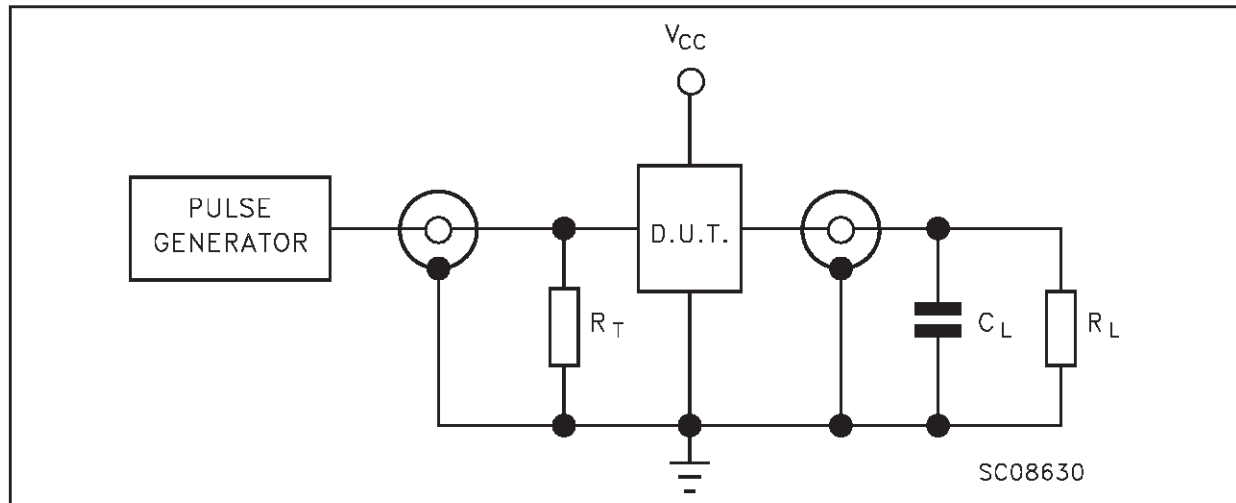 VCC
PULSE
GENERATOR
D.U.T.
RT
CL
RL
SC08630